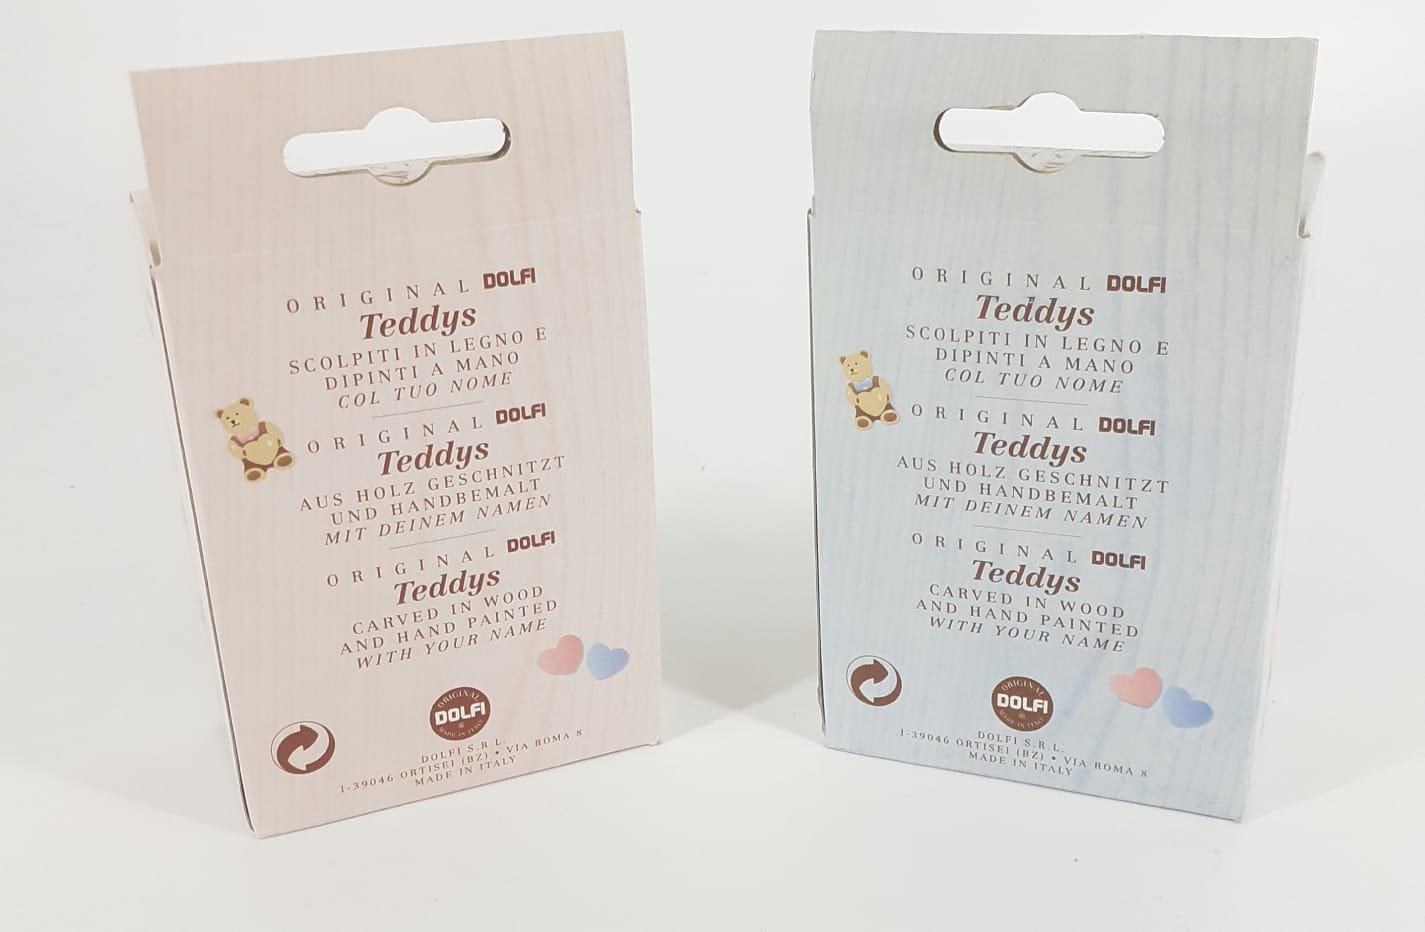 ORIGINAL DOLFI
Teddys
SCOLPITI IN LEGNO E
DIPINTI A MANO
COL TUO NOME
ORIGINAL DOLFI
Teddys
AUS HOLZ GESCHNITZT
UND HANDBEMALT
MIT DEINEM NAMEN
ORIGINAL DOLFI
Teddys
CARVED IN WOOD
AND HAND PAINTED
WITH YOUR NAME
ORIGINAL
DOLFI
MADE IN ITALY
DOLFI S.R.L.
I-39046 ORTISEI (BZ) • VIA ROMA 8
MADE IN ITALY
ORIGINAL DOLFI
Teddys
SCOLPITI IN LEGNO E
DIPINTI A MANO
COL TUO NOME
ORIGINAL DOLFI
Teddys
AUS HOLZ GESCHNITZT
UND HANDBEMALT
MIT DEINEM NAMEN
ORIGINAL DOLFI
Teddys
CARVED IN WOOD
AND HAND PAINTED
WITH YOUR NAME
ORIGINAL
DOLFI
®
MADE IN ITALY
DOLFI S.R.L.
I-39046 ORTISEI (BZ) • VIA ROMA 8
MADE IN ITALY